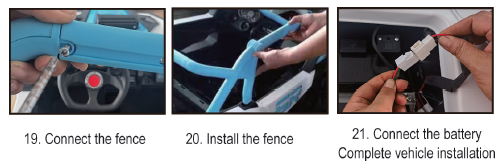 19. Connect the fence
20. Install the fence
21. Connect the battery
Complete vehicle installation